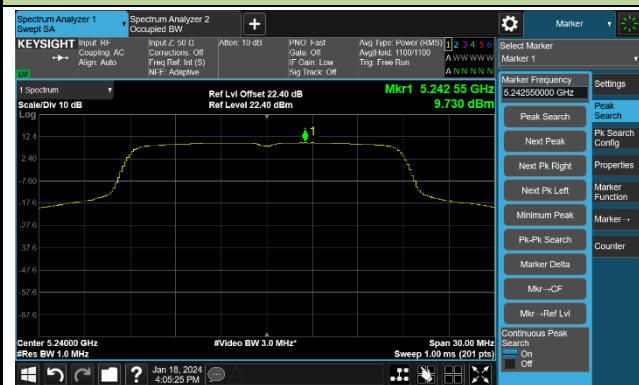 Spectrum Analyzer 1
Swept SA
Spectrum Analyzer 2
Occupied BW
Marker
KEYSIGHT
Input: RF
Coupling: AC
Align: Auto
Input Z: 50 Ω
Corrections: Off
Freq Ref: Int (S)
NFE: Adaptive
Atten: 10 dB
PNO: Fast
Gate: Off
IF Gain: Low
Sig Track: Off
Avg Type: Power (RMS)
Avg|Hold: 1100/1100
Trig: Free Run
1 2 3 4 5 6
A W W W W W
A N N N N N
LXI
Select Marker
Marker 1
1 Spectrum
Scale/Div 10 dB
Log
Ref Lvl Offset 22.40 dB
Ref Level 22.40 dBm
Mkr1 5.242 55 GHz
9.730 dBm
1
12.4
2.40
-7.60
-17.6
-27.6
-37.6
-47.6
-57.6
-67.6
Center 5.24000 GHz
#Res BW 1.0 MHz
#Video BW 3.0 MHz*
Span 30.00 MHz
Sweep 1.00 ms (201 pts)
Marker Frequency
5.242550000 GHz
Peak Search
Next Peak
Next Pk Right
Next Pk Left
Minimum Peak
Pk-Pk Search
Marker Delta
Mkr→CF
Mkr→Ref Lvl
Continuous Peak
Search
On
Off
Settings
Peak
Search
Pk Search
Config
Properties
Marker
Function
Marker→
Counter
?
Jan 18, 2024
4:05:25 PM